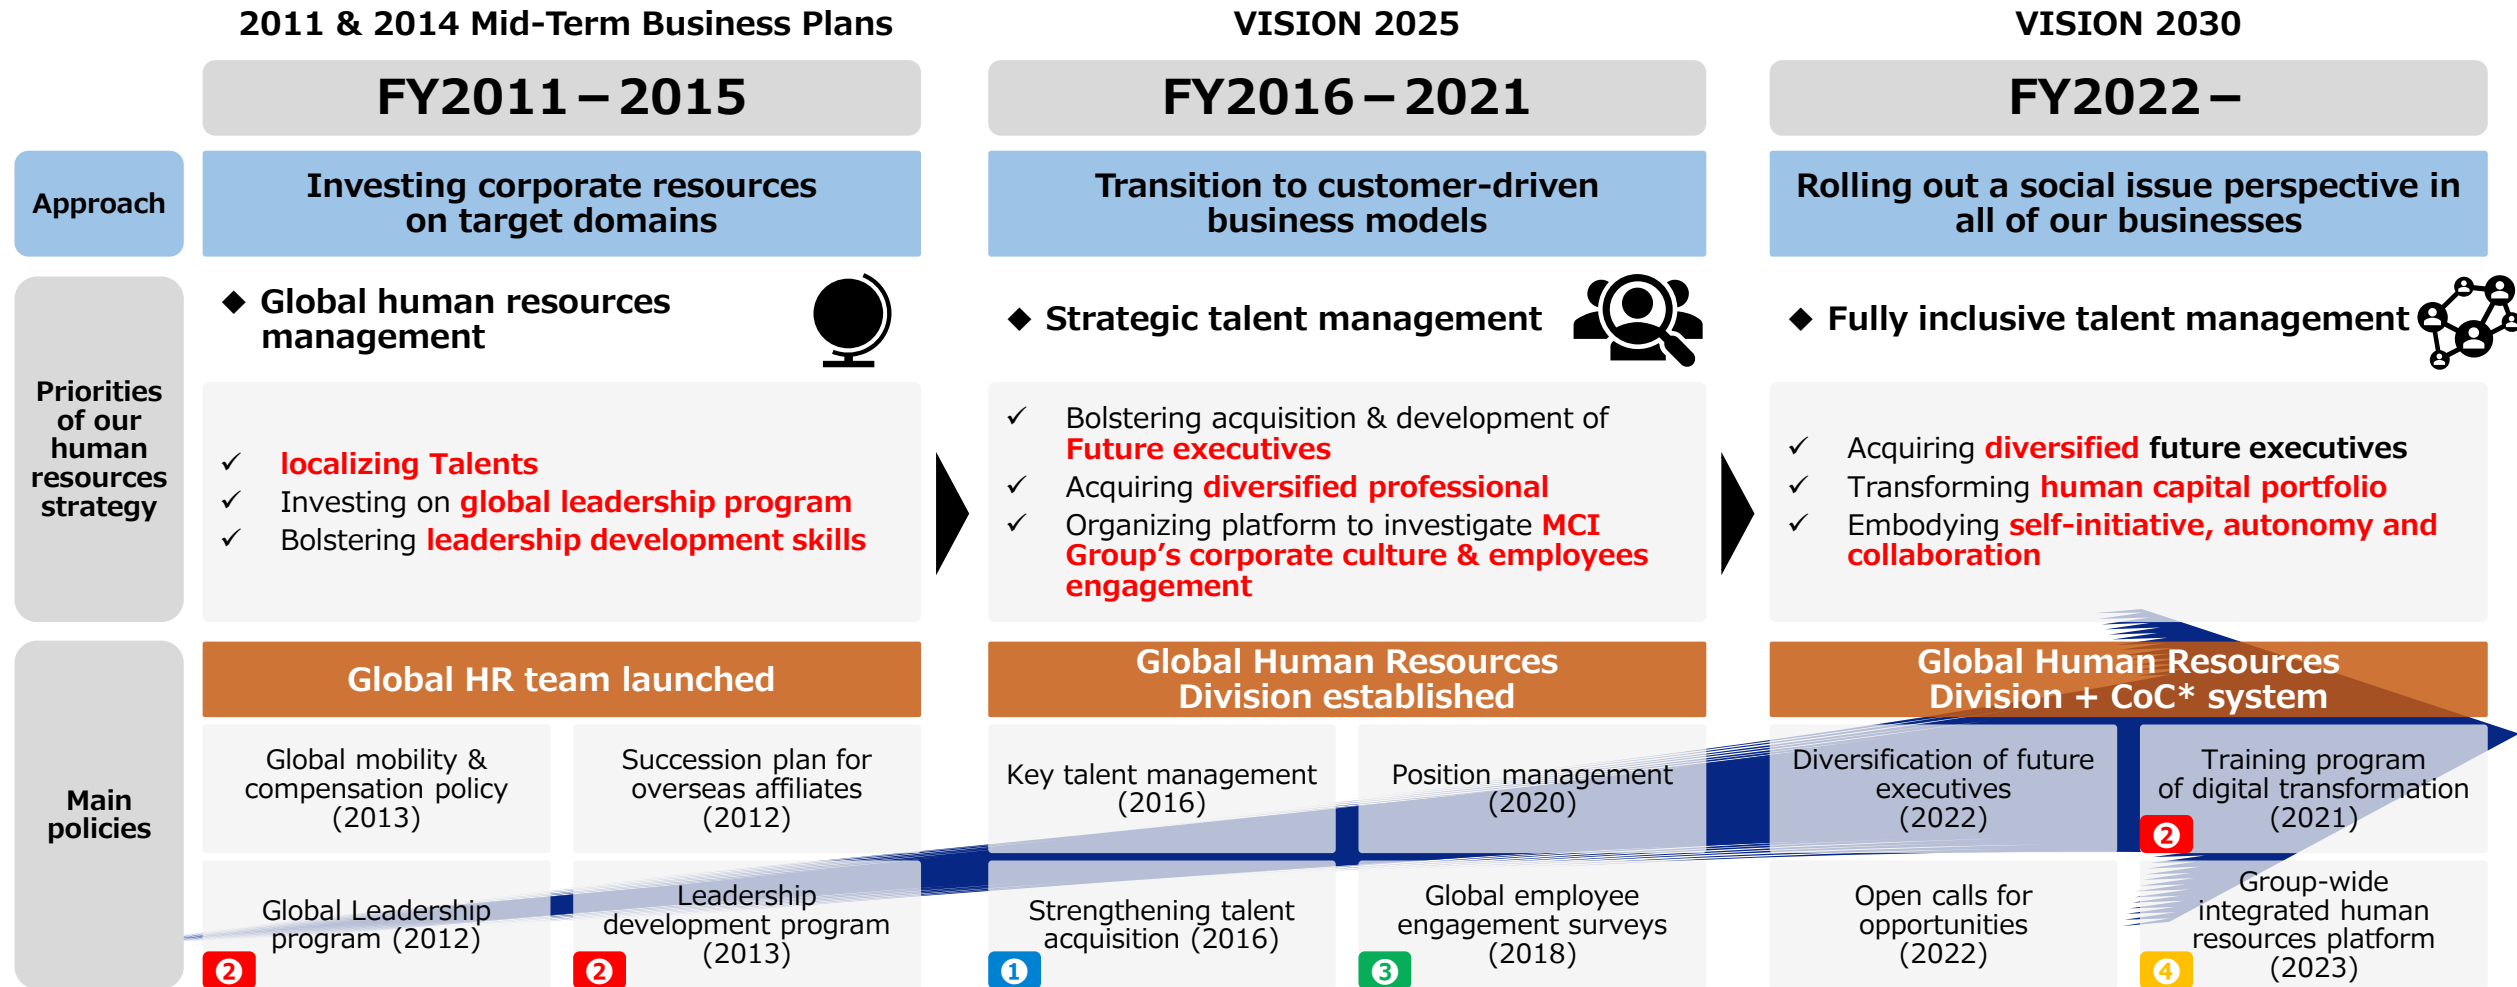 2011 & 2014 Mid-Term Business Plans
VISION 2025
VISION 2030
FY2011－2015
FY2016－2021
FY2022－
Approach
Investing corporate resources
on target domains
Transition to customer-driven
business models
Rolling out a social issue perspective in
all of our businesses
Priorities
of our
human
resources
strategy
◆ Global human resources
management
◆ Strategic talent management
◆ Fully inclusive talent management
✓ localizing Talents
✓ Investing on global leadership program
✓ Bolstering leadership development skills
✓ Bolstering acquisition & development of
Future executives
✓ Acquiring diversified professional
✓ Organizing platform to investigate MCI
Group’s corporate culture & employees
engagement
✓ Acquiring diversified future executives
✓ Transforming human capital portfolio
✓ Embodying self-initiative, autonomy and
collaboration
Main
policies
Global HR team launched
Global Human Resources
Division established
Global Human Resources
Division + CoC* system
Global mobility &
compensation policy
(2013)
Succession plan for
overseas affiliates
(2012)
Key talent management
(2016)
Position management
(2020)
Diversification of future
executives
(2022)
Training program
of digital transformation
(2021)
❷
Global Leadership
program (2012)
❷
Leadership
development program
(2013)
❷
Strengthening talent
acquisition (2016)
❶
Global employee
engagement surveys
(2018)
❸
Open calls for
opportunities
(2022)
Group-wide
integrated human
resources platform
(2023)
❹